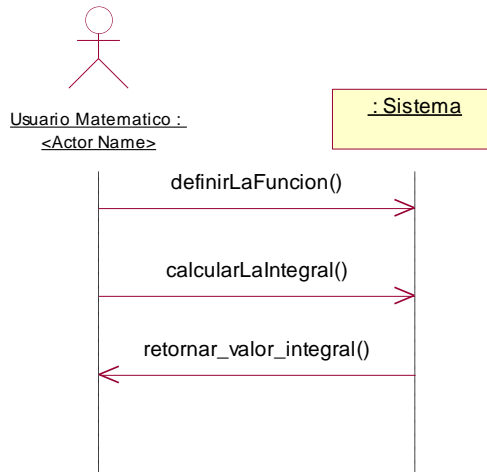 Usuario Matematico :
<Actor Name>
: Sistema
definirLaFuncion()
calcularLaIntegral()
retornar_valor_integral()